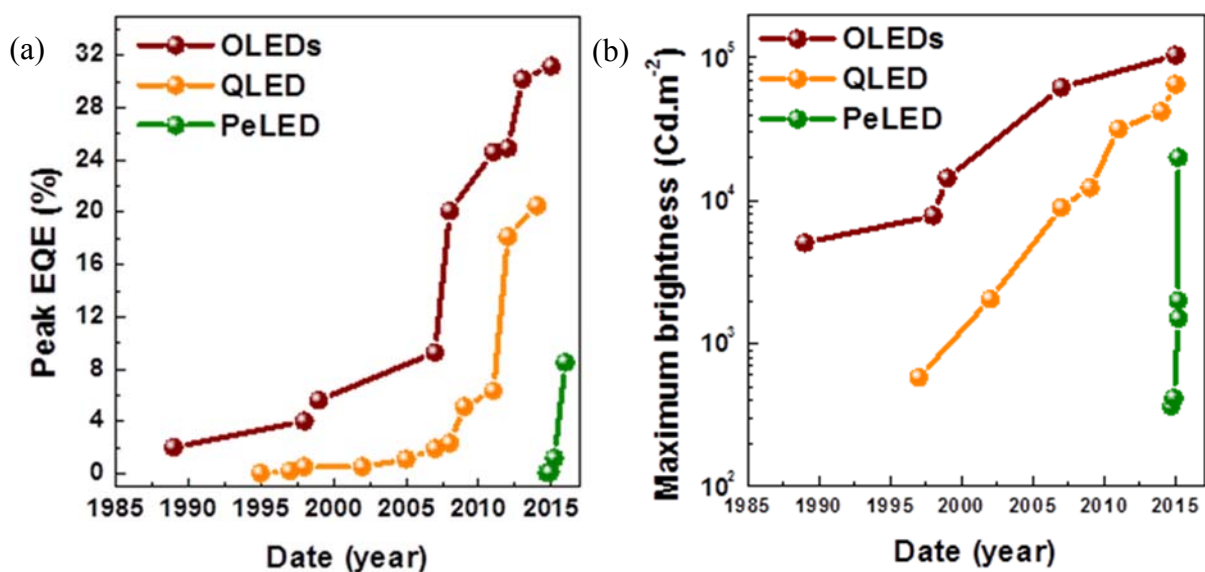 (a)
OLEDs
QLED
PeLED
Peak EQE (%)
32
28
24
20
16
12
8
4
0
1985 1990 1995 2000 2005 2010 2015
Date (year)
(b)
OLEDs
QLED
PeLED
Maximum brightness (Cd.m⁻²)
10⁵
10⁴
10³
10²
1985 1990 1995 2000 2005 2010 2015
Date (year)